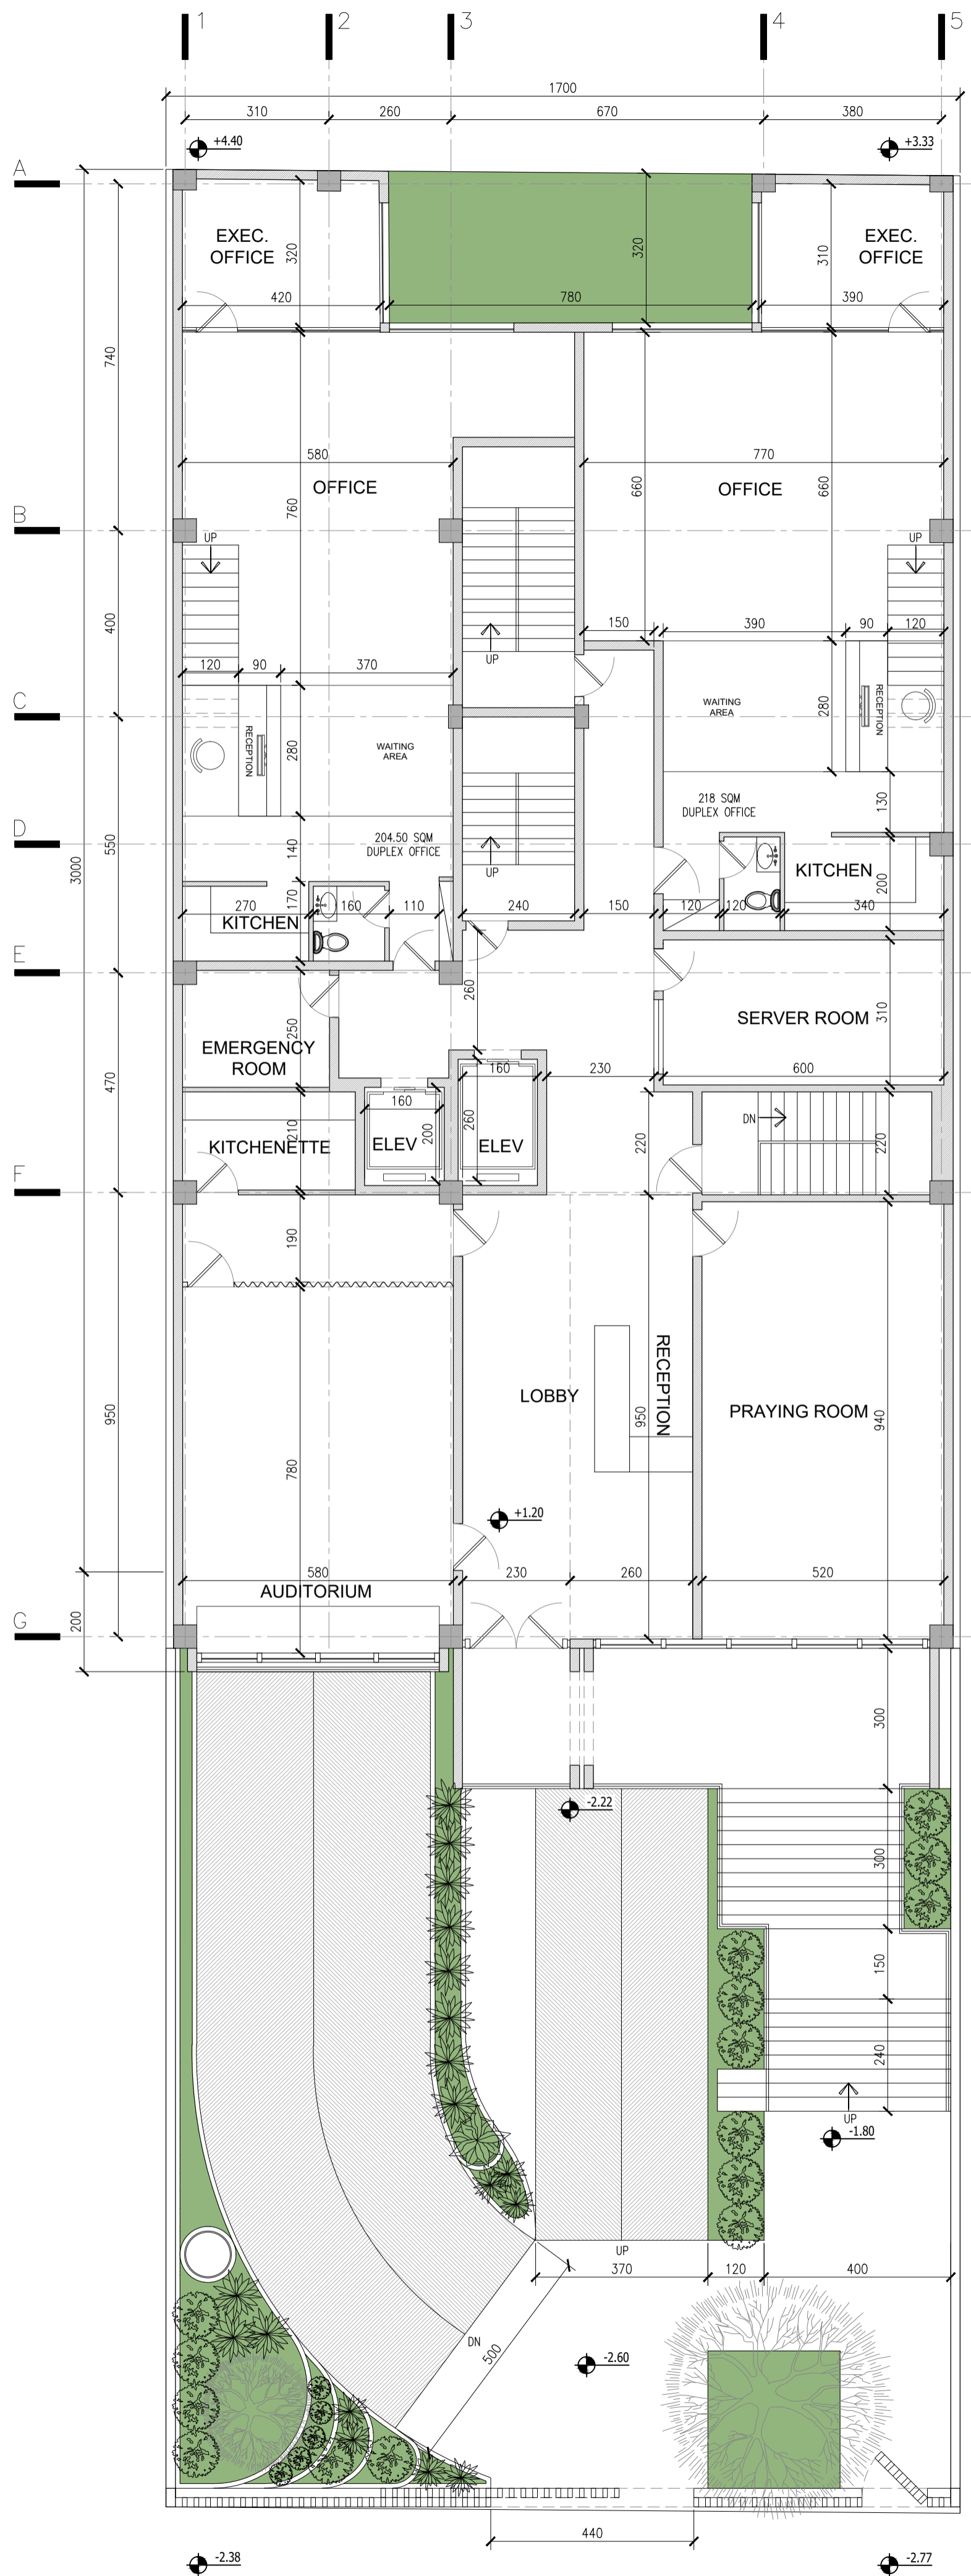 1 2 3 4 5
1700
310 260 670 380
+4.40 +3.33
A
EXEC.
OFFICE
320
320
310
EXEC.
OFFICE
420 780 390
740
580 770
OFFICE
760
660
OFFICE
660
B
UP
UP
400
150 390 90 120
UP
120 90 370
C
RECEPTION
280
WAITING
AREA
WAITING
AREA
280
RECEPTION
130
218 SQM
DUPLEX OFFICE
D
3000
550
140
204.50 SQM
DUPLEX OFFICE
UP
KITCHEN
200
170
270 160 110 240 150 120 120 340
KITCHEN
E
260
250
SERVER ROOM
310
EMERGENCY
ROOM
470
160 230 600
160
260
DN
210
KITCHENETTE
200
ELEV
ELEV
220
220
F
190
LOBBY
RECEPTION
950
PRAYING ROOM
940
950
780
+1.20
580 230 260 520
AUDITORIUM
200
G
300
-2.22
300
150
240
UP
-1.80
UP
370 120 400
DN
500
-2.60
440
-2.38 -2.77